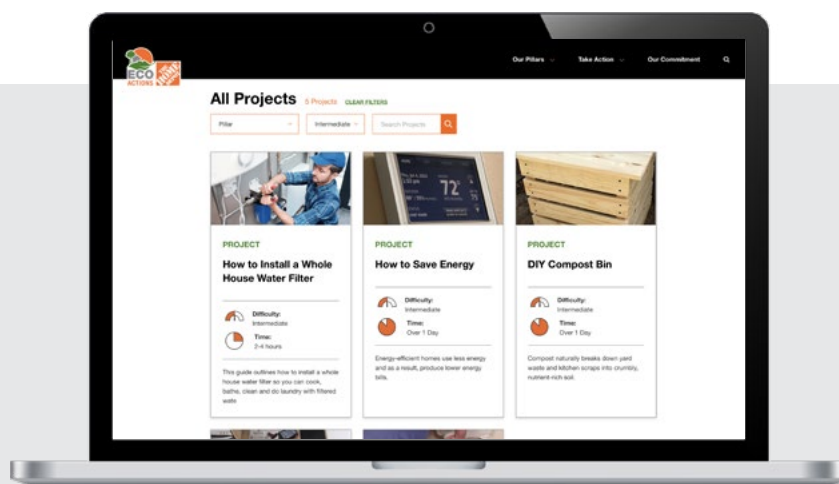 ECO
ACTIONS
Our Pillars
Take Action
Our Commitment
All Projects
5 Projects
CLEAR FILTERS
Pillar
Intermediate
Search Projects
72°
PROJECT
How to Install a Whole
House Water Filter
Difficulty:
Intermediate
Time:
2-4 hours
This guide outlines how to install a whole
house water filter so you can cook,
bathe, clean and do laundry with filtered
wate
PROJECT
How to Save Energy
Difficulty:
Intermediate
Time:
Over 1 Day
Energy-efficient homes use less energy
and as a result, produce lower energy
bills.
PROJECT
DIY Compost Bin
Difficulty:
Intermediate
Time:
Over 1 Day
Compost naturally breaks down yard
waste and kitchen scraps into crumbly,
nutrient-rich soil.